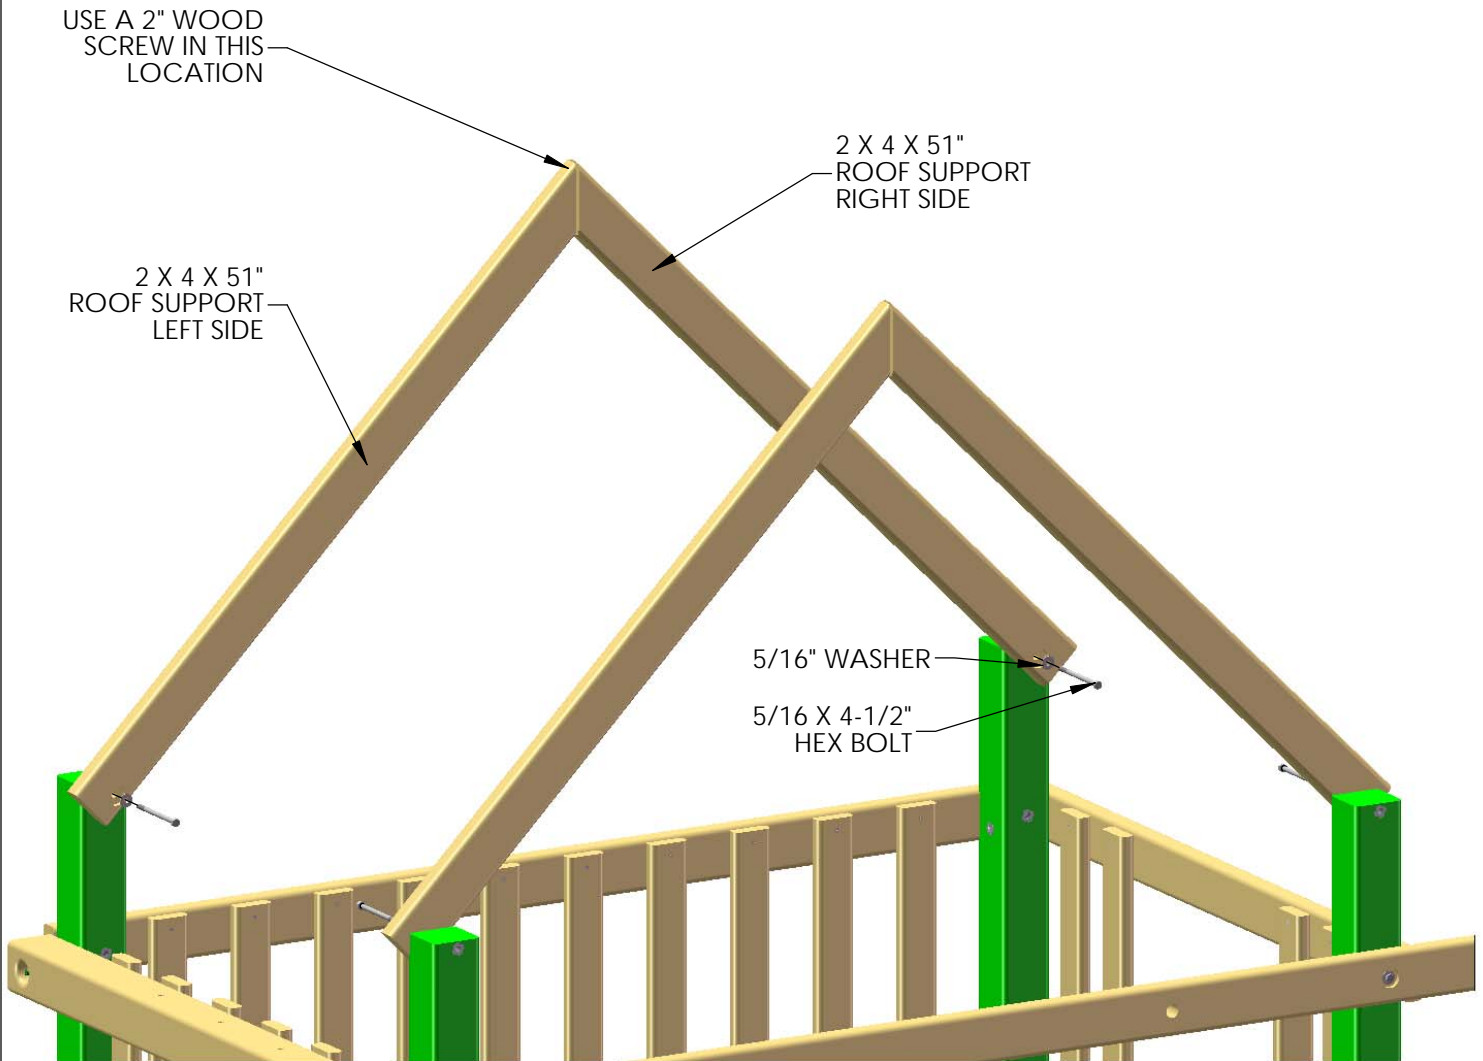 USE A 2" WOOD
SCREW IN THIS
LOCATION
2 X 4 X 51"
ROOF SUPPORT
RIGHT SIDE
2 X 4 X 51"
ROOF SUPPORT
LEFT SIDE
5/16" WASHER
5/16 X 4-1/2"
HEX BOLT